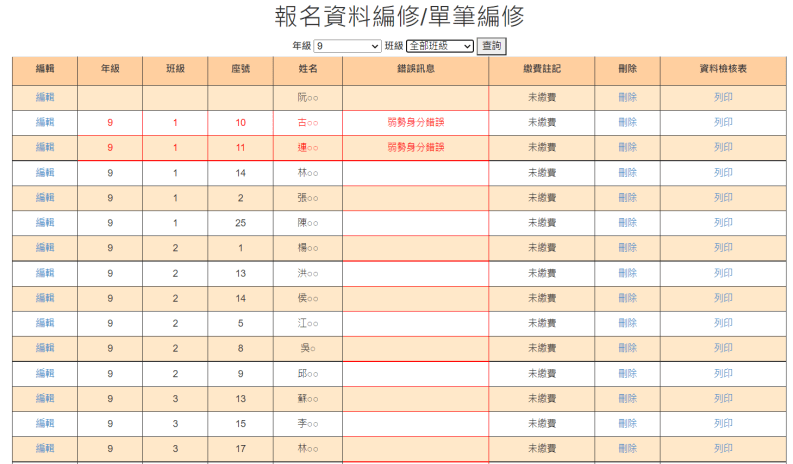 報名資料編修/單筆編修
年級 9 班級 全部班級 查詢
編輯 年級 班級 座號 姓名 錯誤訊息 繳費註記 刪除 資料檢核表
編輯 阮○○ 未繳費 刪除 列印
編輯 9 1 10 古○○ 弱勢身分錯誤 未繳費 刪除 列印
編輯 9 1 11 連○○ 弱勢身分錯誤 未繳費 刪除 列印
編輯 9 1 14 林○○ 未繳費 刪除 列印
編輯 9 1 2 張○○ 未繳費 刪除 列印
編輯 9 1 25 陳○○ 未繳費 刪除 列印
編輯 9 2 1 楊○○ 未繳費 刪除 列印
編輯 9 2 13 洪○○ 未繳費 刪除 列印
編輯 9 2 14 侯○○ 未繳費 刪除 列印
編輯 9 2 5 江○○ 未繳費 刪除 列印
編輯 9 2 8 吳○ 未繳費 刪除 列印
編輯 9 2 9 邱○○ 未繳費 刪除 列印
編輯 9 3 13 蘇○○ 未繳費 刪除 列印
編輯 9 3 15 李○○ 未繳費 刪除 列印
編輯 9 3 17 林○○ 未繳費 刪除 列印